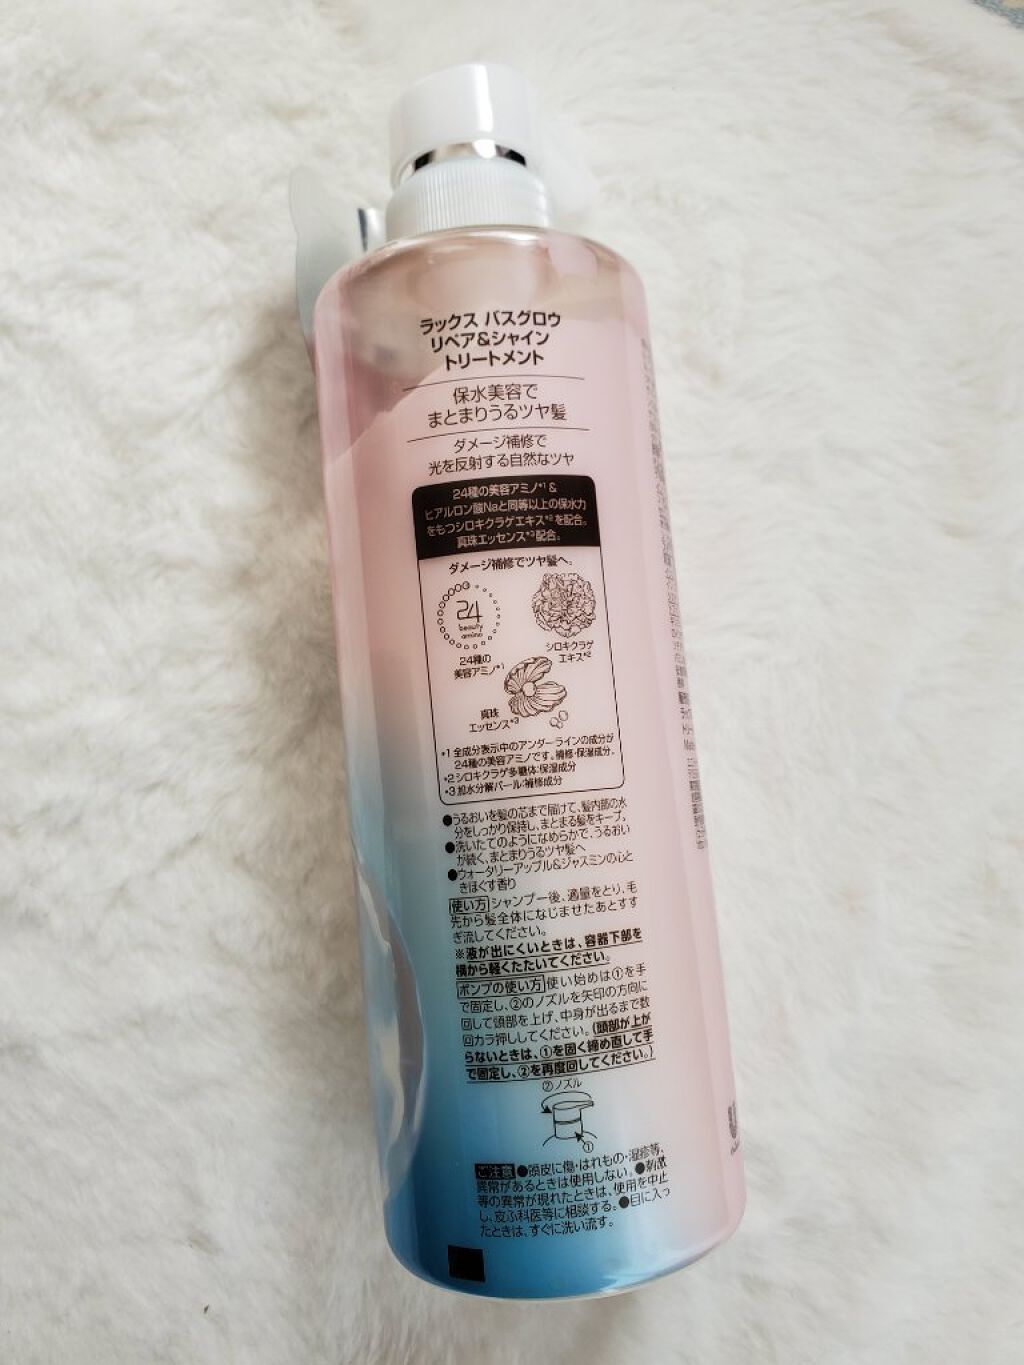 ラックス バスグロウ
リペア&シャイン
トリートメント
保水美容で
まとまりうるツヤ髪
ダメージ補修で
光を反射する自然なツヤ
24種の美容アミノ*1&
ヒアルロン酸Naと同等以上の保水力
をもつシロキクラゲエキス*2を配合。
真珠エッセンス*3配合。
ダメージ補修でツヤ髪へ。
24
beauty
amino
24種の
美容アミノ*1
シロキクラゲ
エキス*2
真珠
エッセンス*3
*1 全成分表示中のアンダーラインの成分が
24種の美容アミノです。補修・保湿成分。
*2 シロキクラゲ多糖体:保湿成分
*3 加水分解パール:補修成分
●うるおいを髪の芯まで届けて、髪内部の水
分をしっかり保持し、まとまる髪をキープ。
●洗いたてのようになめらかで、うるおい
が続く、まとまりうるツヤ髪へ
●ウォータリーアップル&ジャスミンの心と
きほぐす香り
使い方 シャンプー後、適量をとり、毛
先から髪全体になじませたあとすす
ぎ流してください。
※液が出にくいときは、容器下部を
横から軽くたたいてください。
ポンプの使い方 使い始めは①を手
で固定し、②のノズルを矢印の方向に
回して頭部を上げ、中身が出るまで数
回カラ押ししてください。(頭部が上が
らないときは、①を固く締め直して手
で固定し、②を再度回してください。)
②ノズル
①
ご注意 ●頭皮に傷・はれもの・湿疹等、
異常があるときは使用しない。●刺激
等の異常が現れたときは、使用を中止
し、皮ふ科医等に相談する。●目に入っ
たときは、すぐに洗い流す。